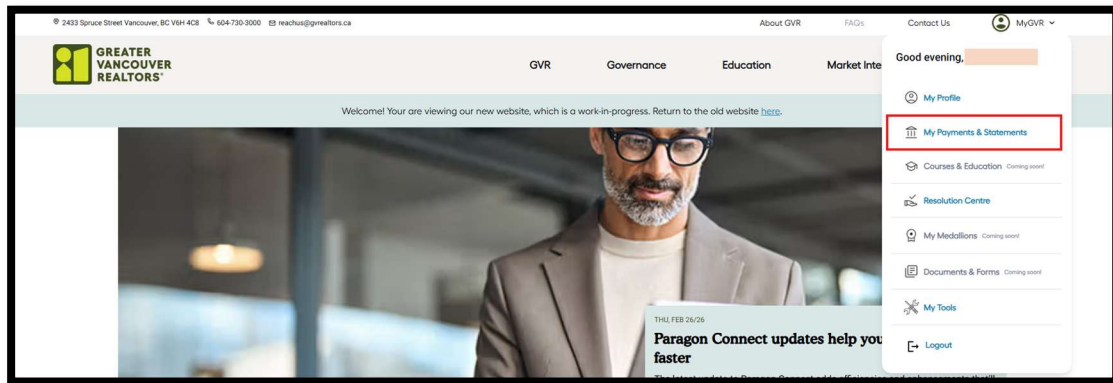 2433 Spruce Street Vancouver, BC V6H 4C8 604-730-3000 reachus@gvrealtors.ca About GVR FAQs Contact Us MyGVR
GREATER
VANCOUVER
REALTORS®
GVR Governance Education Market Inte
Good evening,
My Profile
Welcome! Your are viewing our new website, which is a work-in-progress. Return to the old website here.
My Payments & Statements
Courses & Education Coming soon!
Resolution Centre
My Medallions Coming soon!
Documents & Forms Coming soon!
My Tools
Logout
THU, FEB 26/26
Paragon Connect updates help you
faster